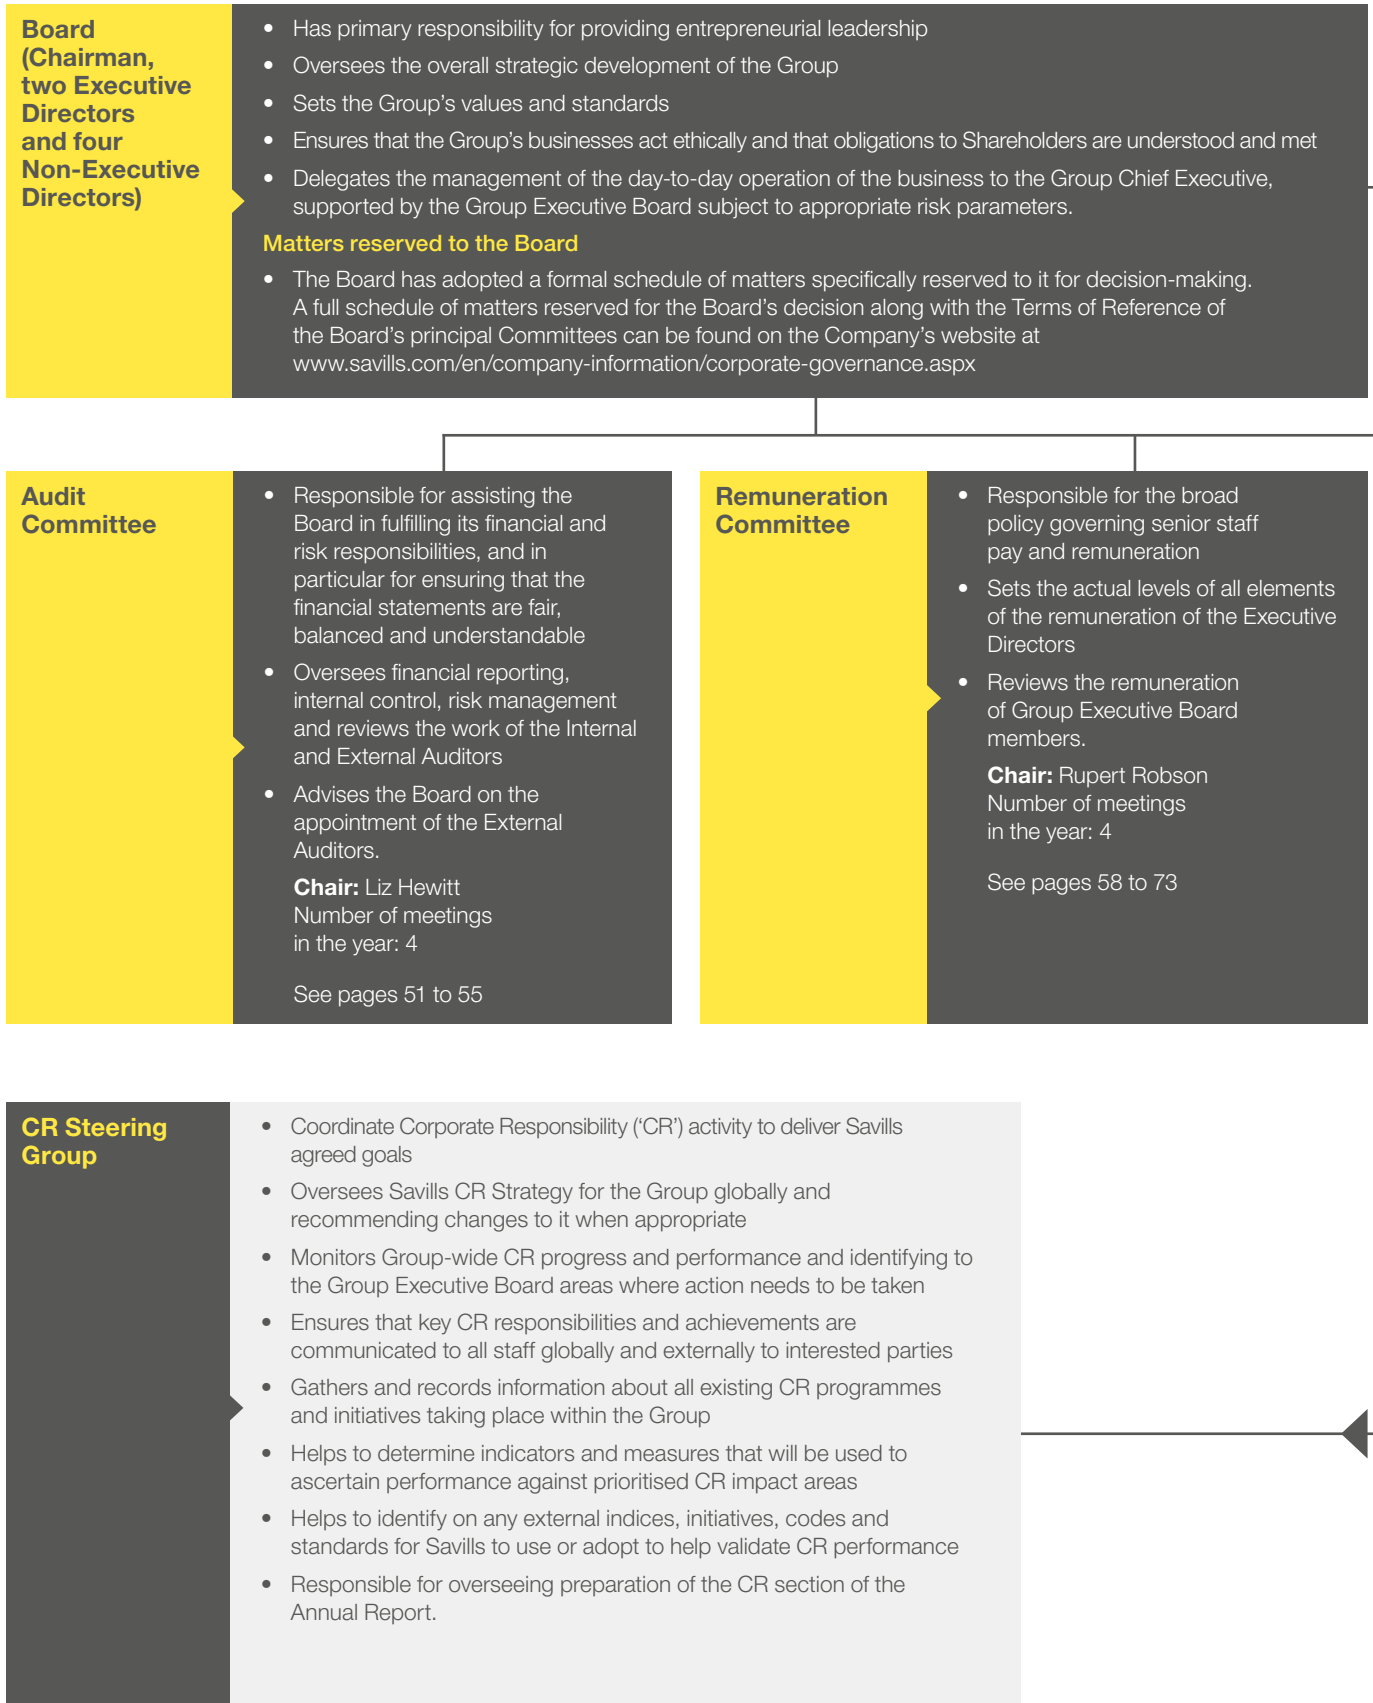 Board
(Chairman,
two Executive
Directors
and four
Non-Executive
Directors)
• Has primary responsibility for providing entrepreneurial leadership
• Oversees the overall strategic development of the Group
• Sets the Group’s values and standards
• Ensures that the Group’s businesses act ethically and that obligations to Shareholders are understood and met
• Delegates the management of the day-to-day operation of the business to the Group Chief Executive,
supported by the Group Executive Board subject to appropriate risk parameters.
Matters reserved to the Board
• The Board has adopted a formal schedule of matters specifically reserved to it for decision-making.
A full schedule of matters reserved for the Board’s decision along with the Terms of Reference of
the Board’s principal Committees can be found on the Company’s website at
www.savills.com/en/company-information/corporate-governance.aspx
Audit
Committee
• Responsible for assisting the
Board in fulfilling its financial and
risk responsibilities, and in
particular for ensuring that the
financial statements are fair,
balanced and understandable
• Oversees financial reporting,
internal control, risk management
and reviews the work of the Internal
and External Auditors
• Advises the Board on the
appointment of the External
Auditors.
Chair: Liz Hewitt
Number of meetings
in the year: 4
See pages 51 to 55
Remuneration
Committee
• Responsible for the broad
policy governing senior staff
pay and remuneration
• Sets the actual levels of all elements
of the remuneration of the Executive
Directors
• Reviews the remuneration
of Group Executive Board
members.
Chair: Rupert Robson
Number of meetings
in the year: 4
See pages 58 to 73
CR Steering
Group
• Coordinate Corporate Responsibility (‘CR’) activity to deliver Savills
agreed goals
• Oversees Savills CR Strategy for the Group globally and
recommending changes to it when appropriate
• Monitors Group-wide CR progress and performance and identifying to
the Group Executive Board areas where action needs to be taken
• Ensures that key CR responsibilities and achievements are
communicated to all staff globally and externally to interested parties
• Gathers and records information about all existing CR programmes
and initiatives taking place within the Group
• Helps to determine indicators and measures that will be used to
ascertain performance against prioritised CR impact areas
• Helps to identify on any external indices, initiatives, codes and
standards for Savills to use or adopt to help validate CR performance
• Responsible for overseeing preparation of the CR section of the
Annual Report.